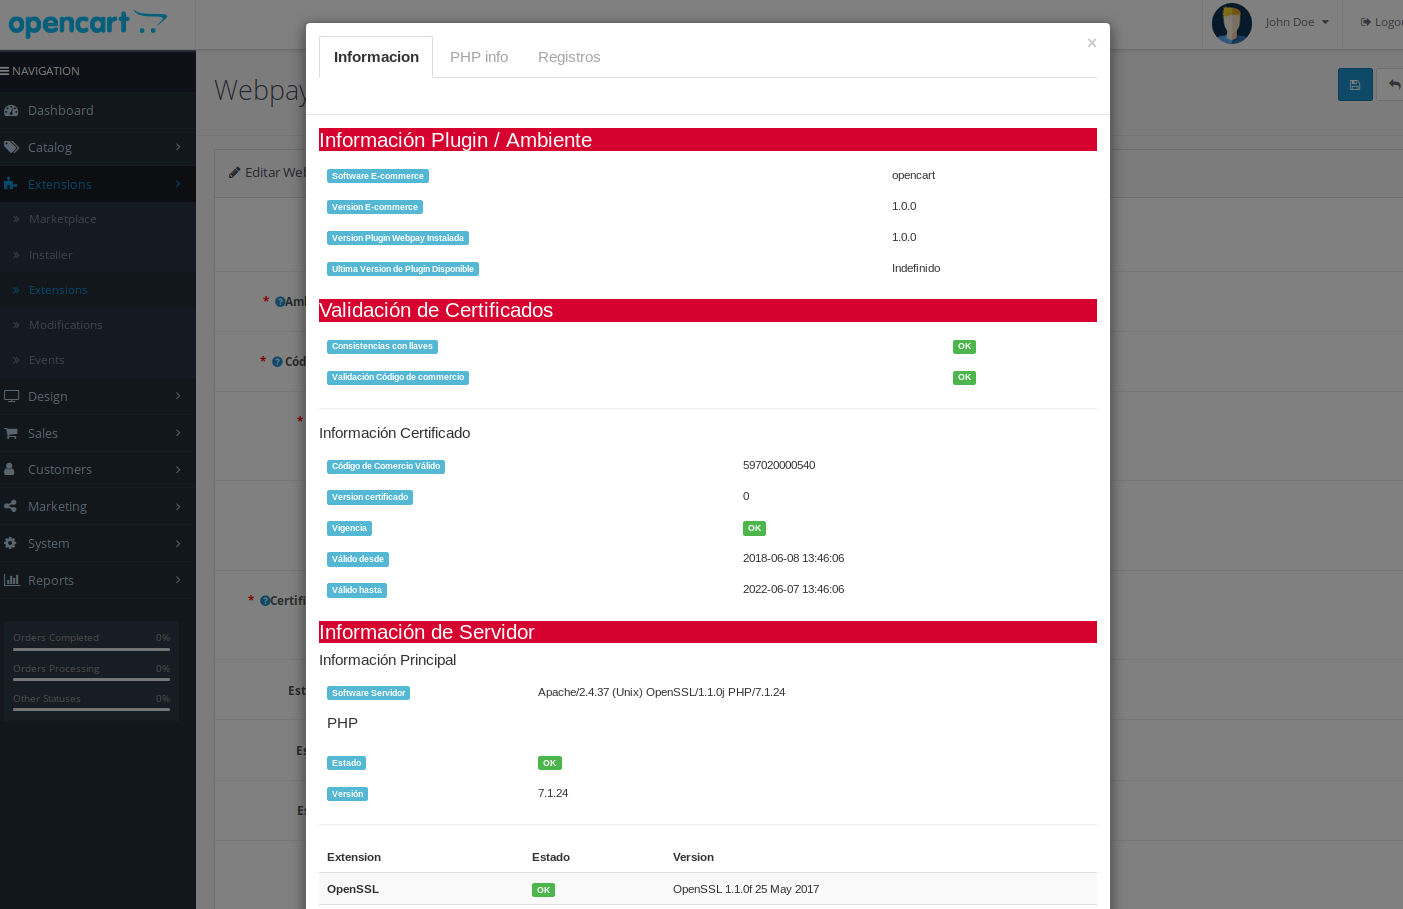 opencart
John Doe
Logou
NAVIGATION
Dashboard
Catalog
Extensions
Marketplace
Installer
Extensions
Modifications
Events
Design
Sales
Customers
Marketing
System
Reports
Orders Completed 0%
Orders Processing 0%
Other Statuses 0%
Webpay
Editar Web
* Amb
* Códi
*
* Certifi
Est
Es
Es
Informacion PHP info Registros ×
Información Plugin / Ambiente
Software E-commerce opencart
Version E-commerce 1.0.0
Version Plugin Webpay Instalada 1.0.0
Ultima Version de Plugin Disponible Indefinido
Validación de Certificados
Consistencias con llaves OK
Validación Código de commercio OK
Información Certificado
Código de Comercio Válido 597020000540
Version certificado 0
Vigencia OK
Válido desde 2018-06-08 13:46:06
Válido hasta 2022-06-07 13:46:06
Información de Servidor
Información Principal
Software Servidor Apache/2.4.37 (Unix) OpenSSL/1.1.0j PHP/7.1.24
PHP
Estado OK
Versión 7.1.24
Extension Estado Version
OpenSSL OK OpenSSL 1.1.0f 25 May 2017